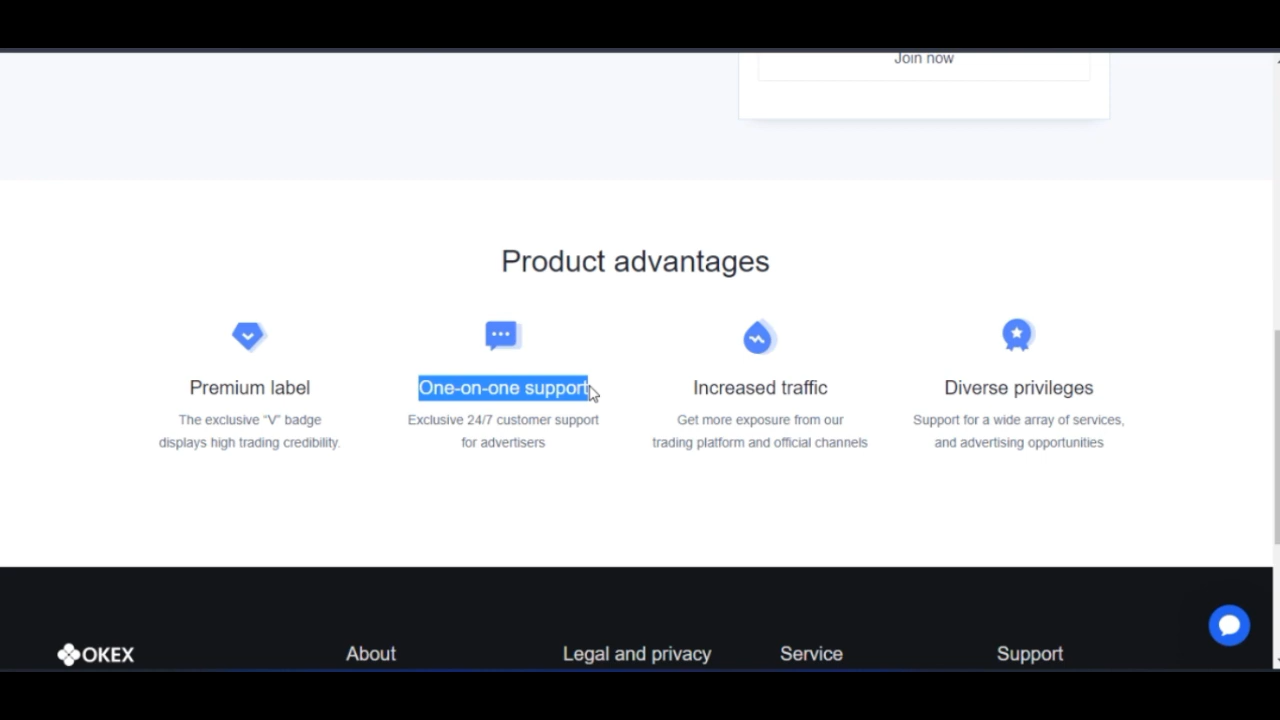 Join now
Product advantages
Premium label
The exclusive “V” badge
displays high trading credibility.
One-on-one support
Exclusive 24/7 customer support
for advertisers
Increased traffic
Get more exposure from our
trading platform and official channels
Diverse privileges
Support for a wide array of services,
and advertising opportunities
OKEX
About
Legal and privacy
Service
Support